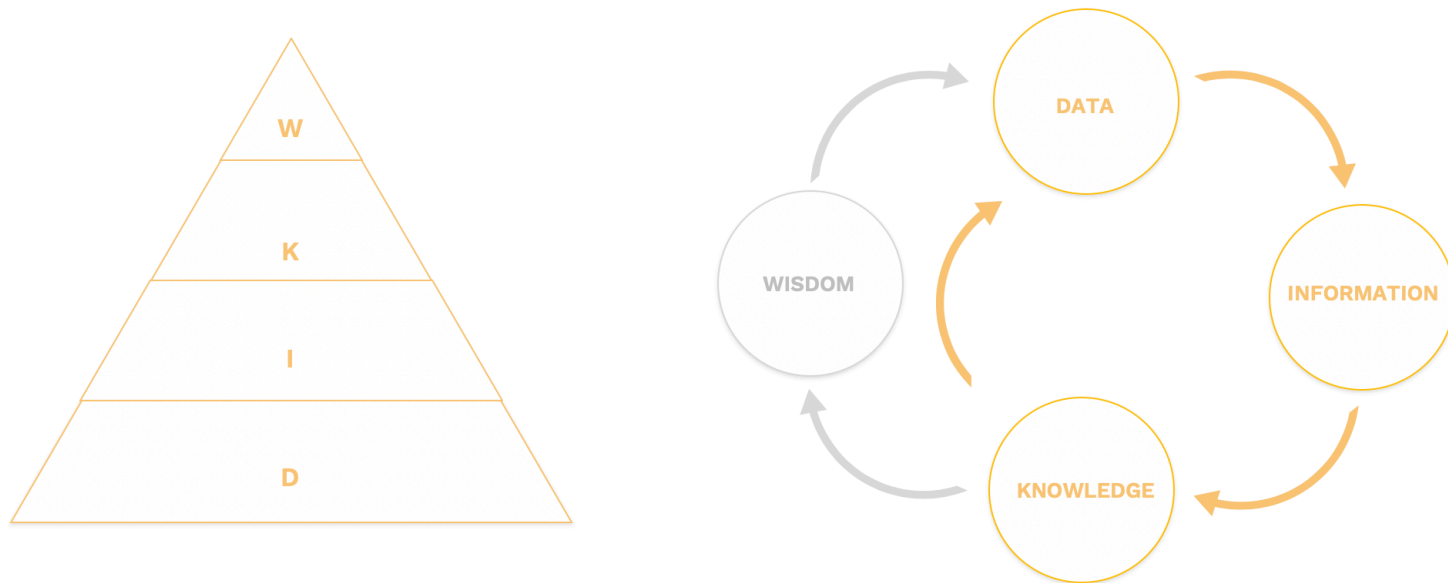 W
K
I
D
DATA
WISDOM
INFORMATION
KNOWLEDGE